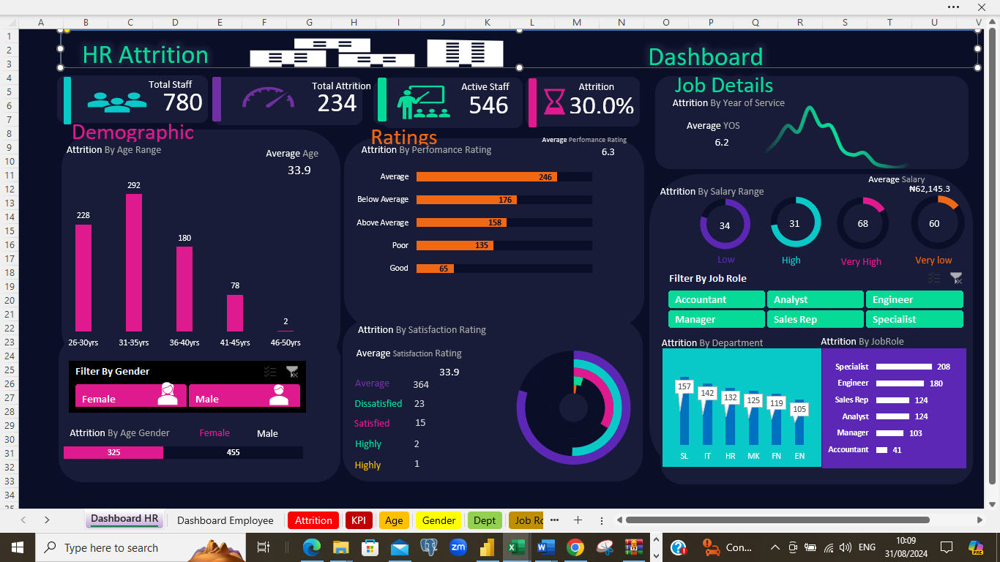 A B C D E F G H I J K L M N O P Q R S T U V
1
2
3
4
5
6
7
8
9
10
11
12
13
14
15
16
17
18
19
20
21
22
23
24
25
26
27
28
29
30
31
32
33
34
HR Attrition
Dashboard
Total Staff
780
Total Attrition
234
Active Staff
546
Attrition
30.0%
Demographic
Attrition By Age Range
Average Age
33.9
228
292
180
78
2
26-30yrs 31-35yrs 36-40yrs 41-45yrs 46-50yrs
Filter By Gender
Female
Male
Attrition By Age Gender
Female
Male
325
455
Ratings
Attrition By Perfomance Rating
Average Perfomance Rating
6.3
Average 246
Below Average 176
Above Average 158
Poor 135
Good 65
Attrition By Satisfaction Rating
Average Satisfaction Rating
33.9
Average 364
Dissatisfied 23
Satisfied 15
Highly 2
Highly 1
Job Details
Attrition By Year of Service
Average YOS
6.2
Average Salary
₦62,145.3
Attrition By Salary Range
34
31
68
60
Low
High
Very High
Very low
Filter By Job Role
Accountant Analyst Engineer
Manager Sales Rep Specialist
Attrition By Department
157
142
132
125
119
105
SL IT HR MK FN EN
Attrition By JobRole
Specialist 208
Engineer 180
Sales Rep 124
Analyst 124
Manager 103
Accountant 41
Dashboard HR Dashboard Employee Attrition KPI Age Gender Dept Job Ro
Type here to search
zm
Con...
ENG
10:09
31/08/2024
PRE